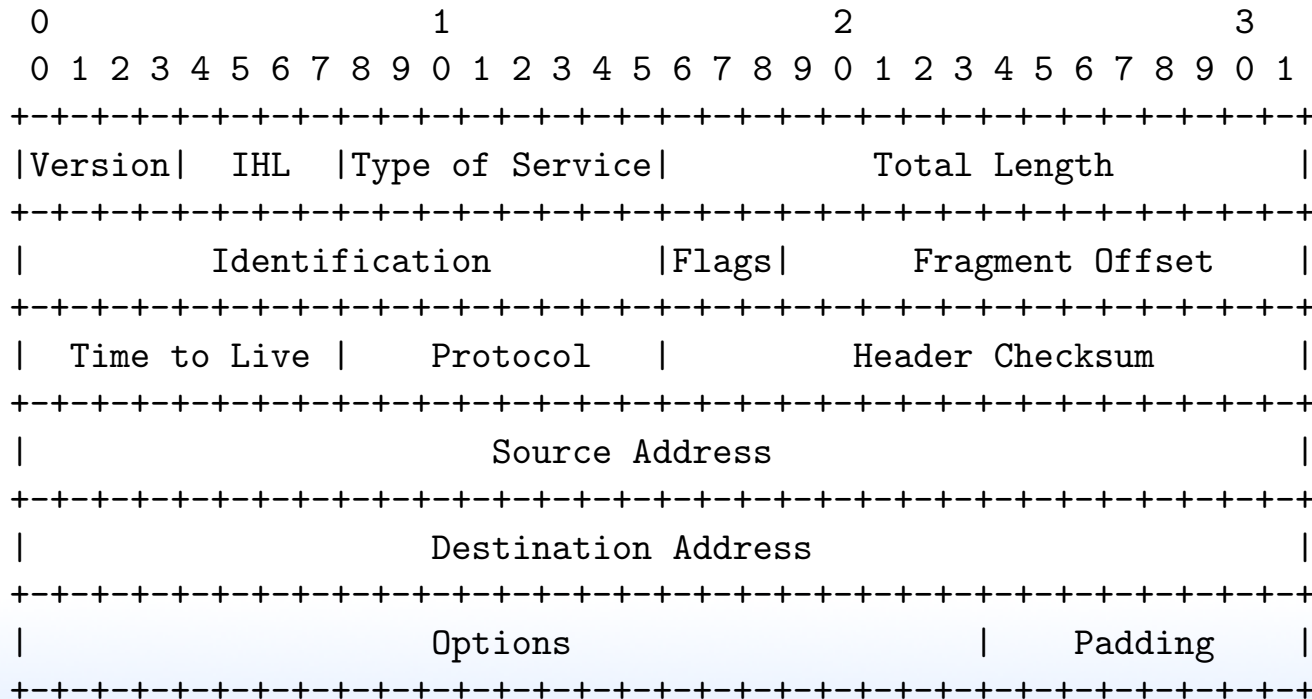 0                   1                   2                   3
0 1 2 3 4 5 6 7 8 9 0 1 2 3 4 5 6 7 8 9 0 1 2 3 4 5 6 7 8 9 0 1
+-+-+-+-+-+-+-+-+-+-+-+-+-+-+-+-+-+-+-+-+-+-+-+-+-+-+-+-+-+-+-+-+
|Version|  IHL  |Type of Service|          Total Length         |
+-+-+-+-+-+-+-+-+-+-+-+-+-+-+-+-+-+-+-+-+-+-+-+-+-+-+-+-+-+-+-+-+
|         Identification        |Flags|      Fragment Offset    |
+-+-+-+-+-+-+-+-+-+-+-+-+-+-+-+-+-+-+-+-+-+-+-+-+-+-+-+-+-+-+-+-+
|  Time to Live |    Protocol   |         Header Checksum       |
+-+-+-+-+-+-+-+-+-+-+-+-+-+-+-+-+-+-+-+-+-+-+-+-+-+-+-+-+-+-+-+-+
|                       Source Address                          |
+-+-+-+-+-+-+-+-+-+-+-+-+-+-+-+-+-+-+-+-+-+-+-+-+-+-+-+-+-+-+-+-+
|                    Destination Address                        |
+-+-+-+-+-+-+-+-+-+-+-+-+-+-+-+-+-+-+-+-+-+-+-+-+-+-+-+-+-+-+-+-+
|                    Options                    |    Padding    |
+-+-+-+-+-+-+-+-+-+-+-+-+-+-+-+-+-+-+-+-+-+-+-+-+-+-+-+-+-+-+-+-+